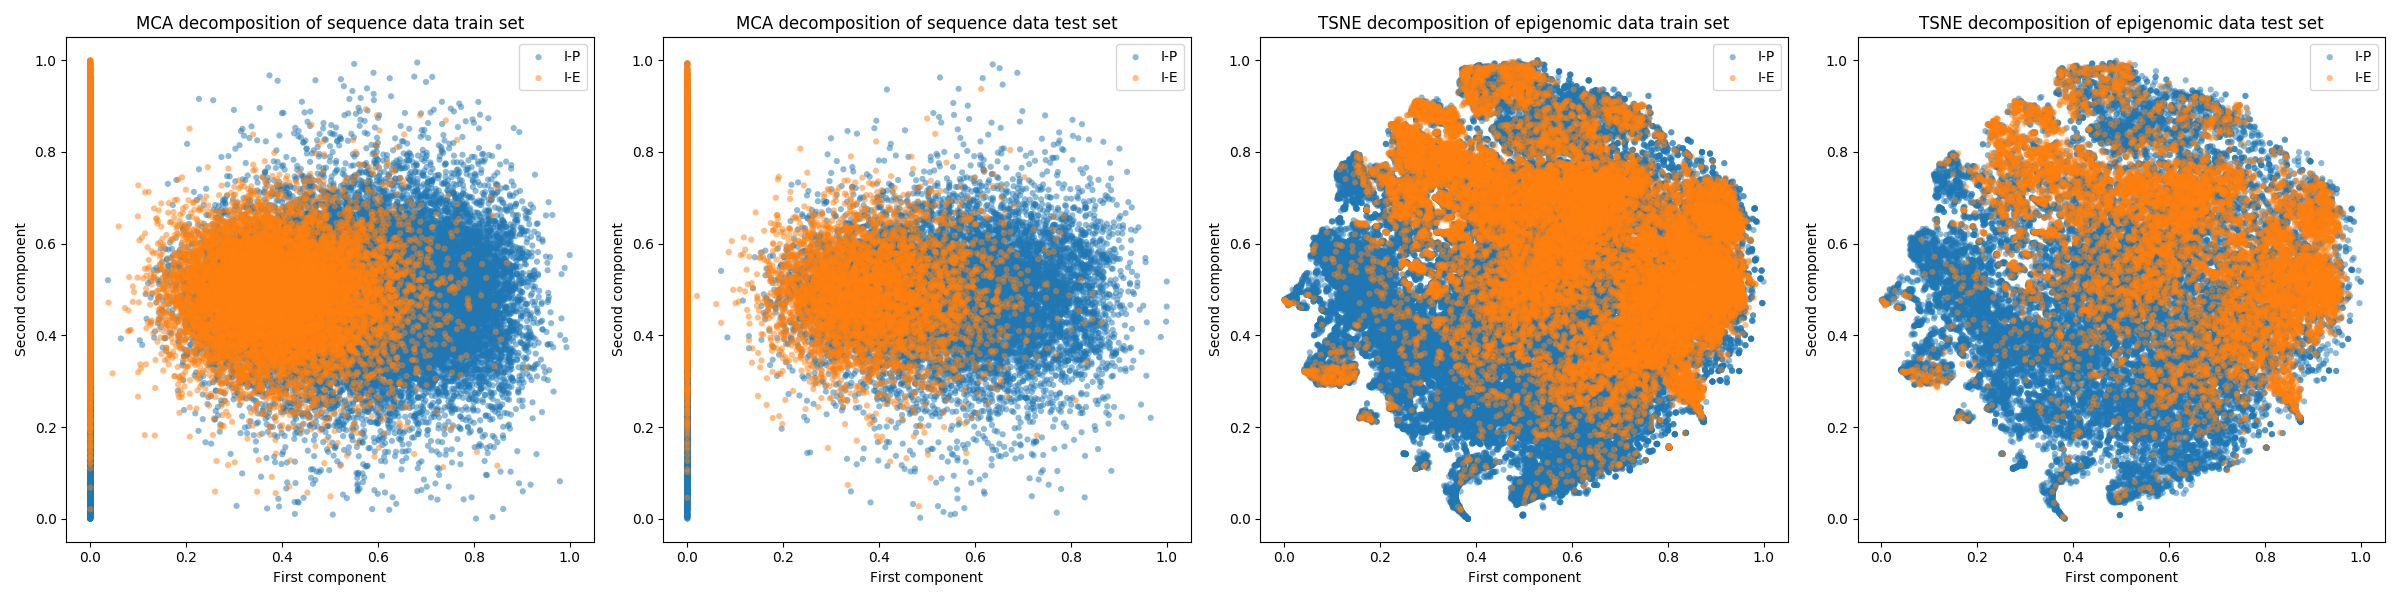 MCA decomposition of sequence data train set
I-P
I-E
1.0
0.8
0.6
0.4
0.2
0.0
Second component
0.0 0.2 0.4 0.6 0.8 1.0
First component
MCA decomposition of sequence data test set
I-P
I-E
1.0
0.8
0.6
0.4
0.2
0.0
Second component
0.0 0.2 0.4 0.6 0.8 1.0
First component
TSNE decomposition of epigenomic data train set
I-P
I-E
1.0
0.8
0.6
0.4
0.2
0.0
Second component
0.0 0.2 0.4 0.6 0.8 1.0
First component
TSNE decomposition of epigenomic data test set
I-P
I-E
1.0
0.8
0.6
0.4
0.2
0.0
Second component
0.0 0.2 0.4 0.6 0.8 1.0
First component